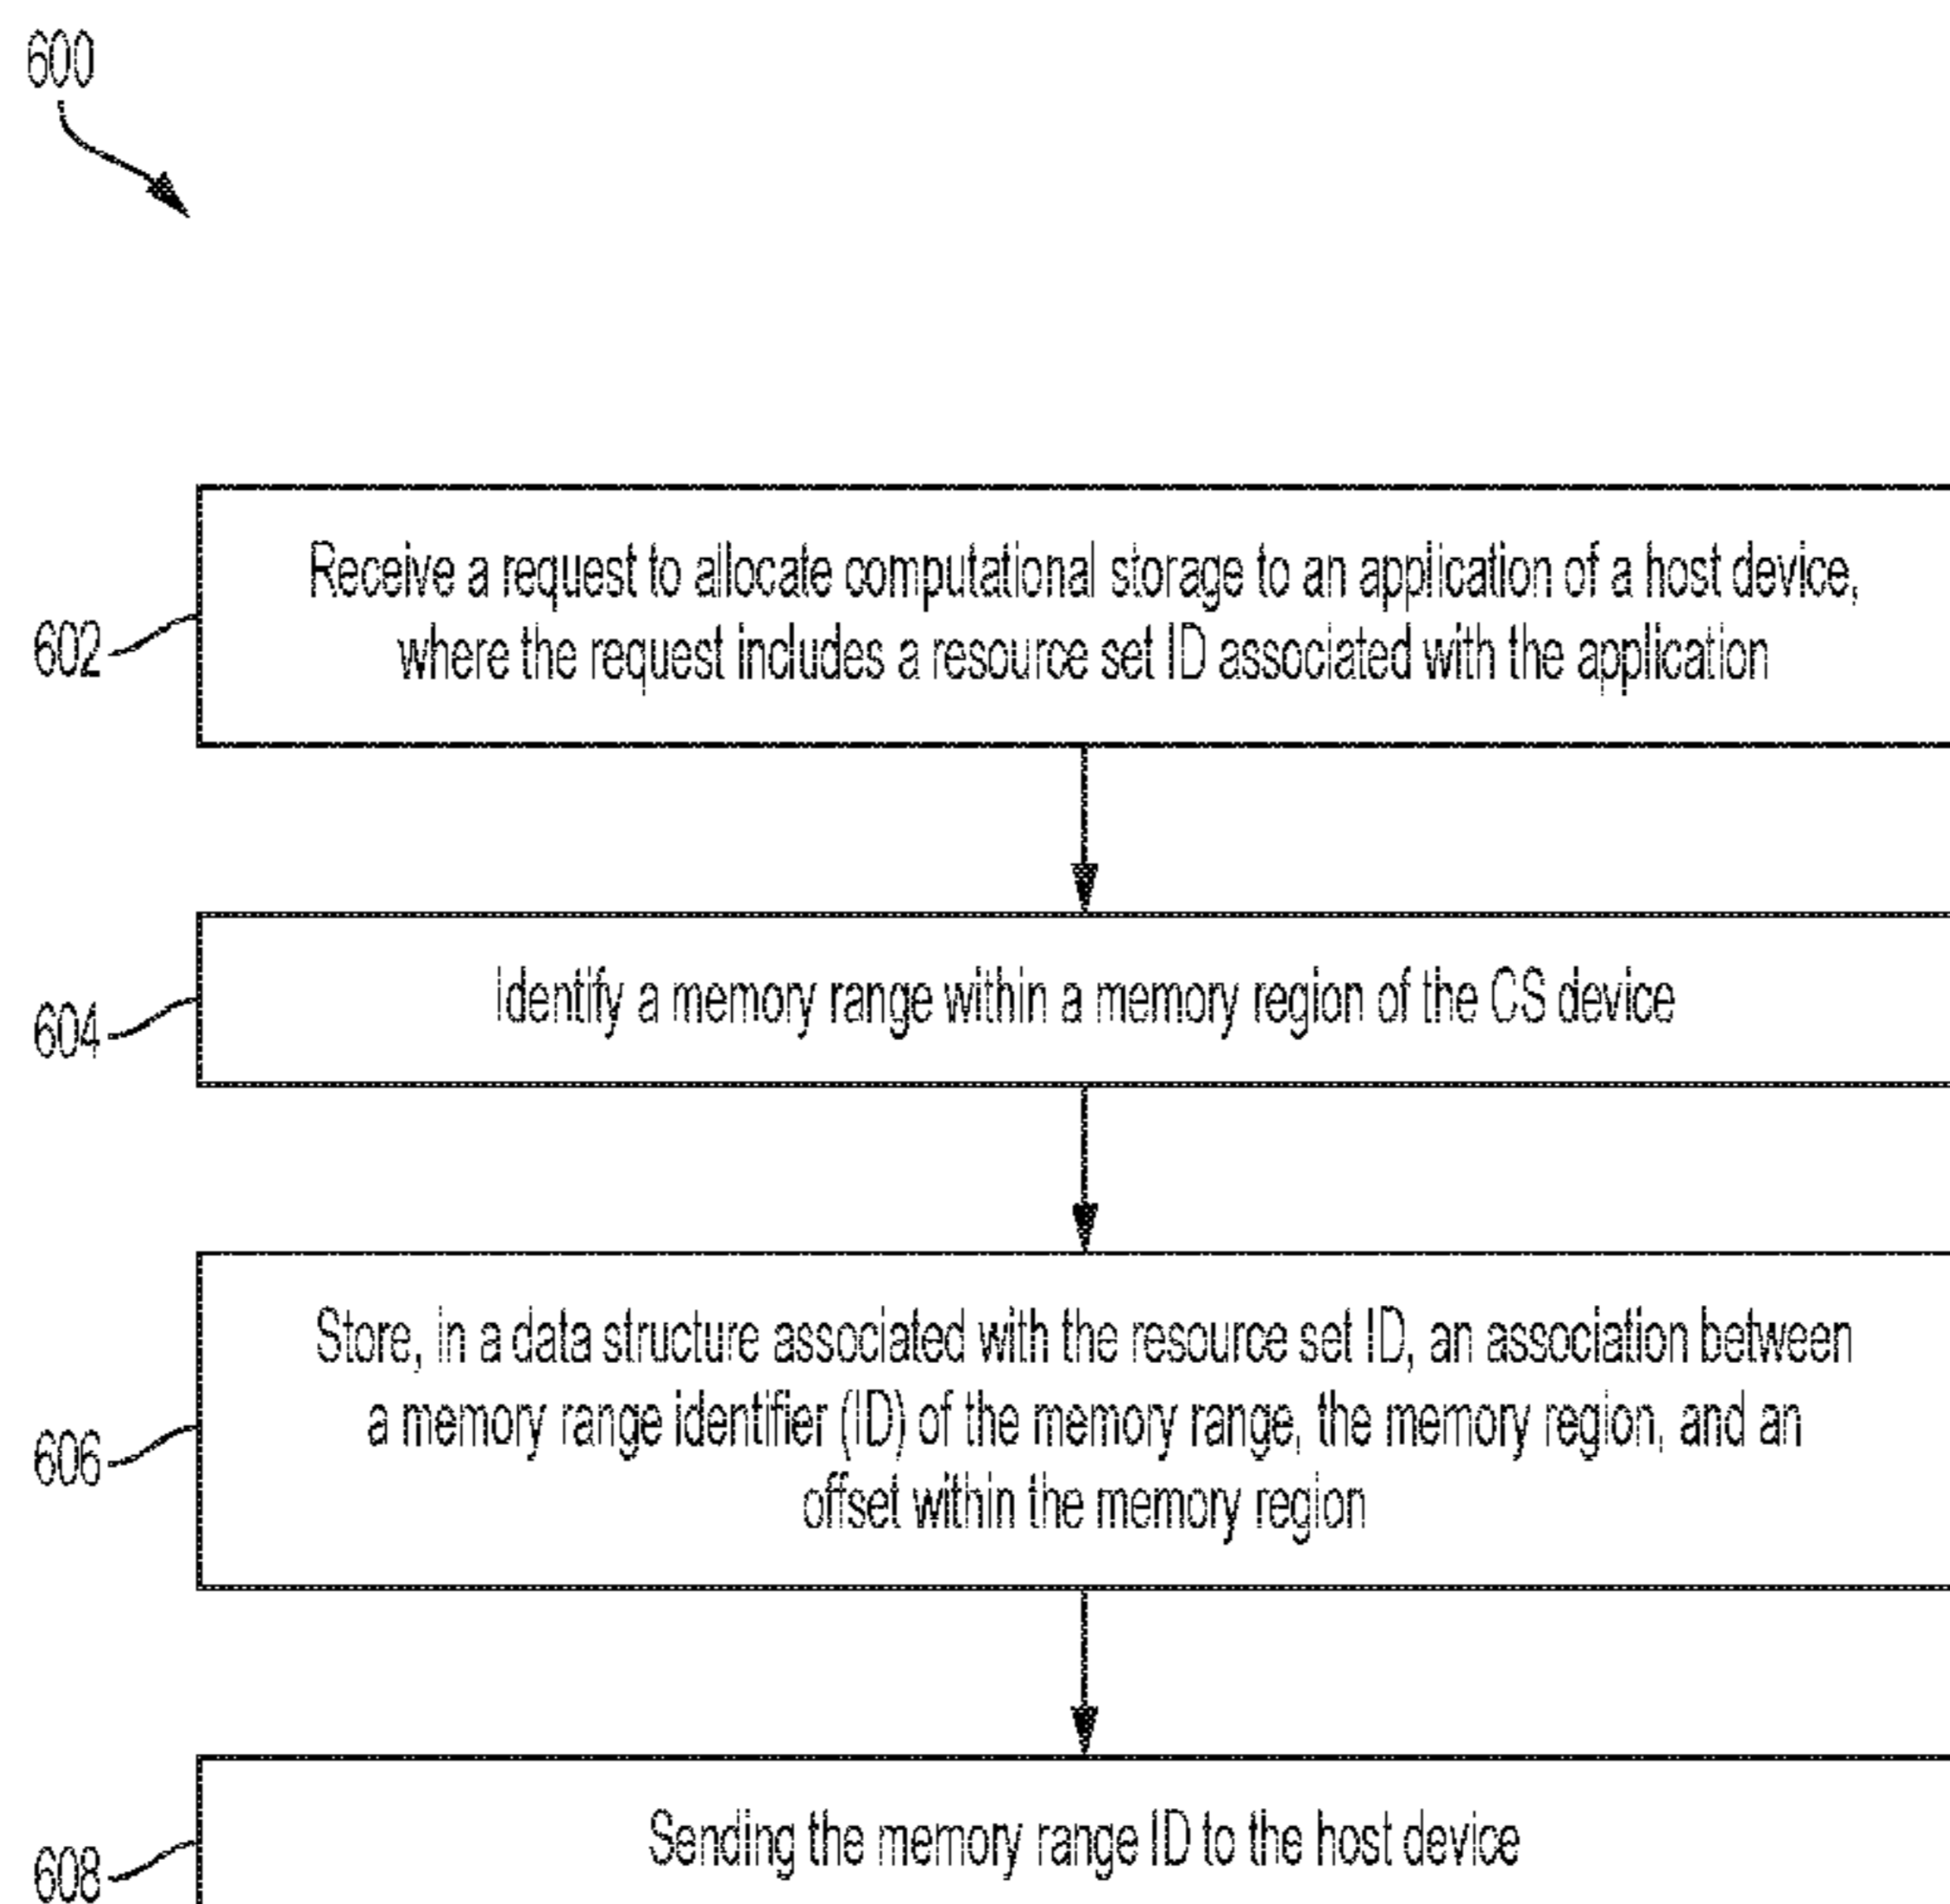 600
602
Receive a request to allocate computational storage to an application of a host device,
where the request includes a resource set ID associated with the application
604
Identify a memory range within a memory region of the CS device
606
Store, in a data structure associated with the resource set ID, an association between
a memory range identifier (ID) of the memory range, the memory region, and an
offset within the memory region
608
Sending the memory range ID to the host device